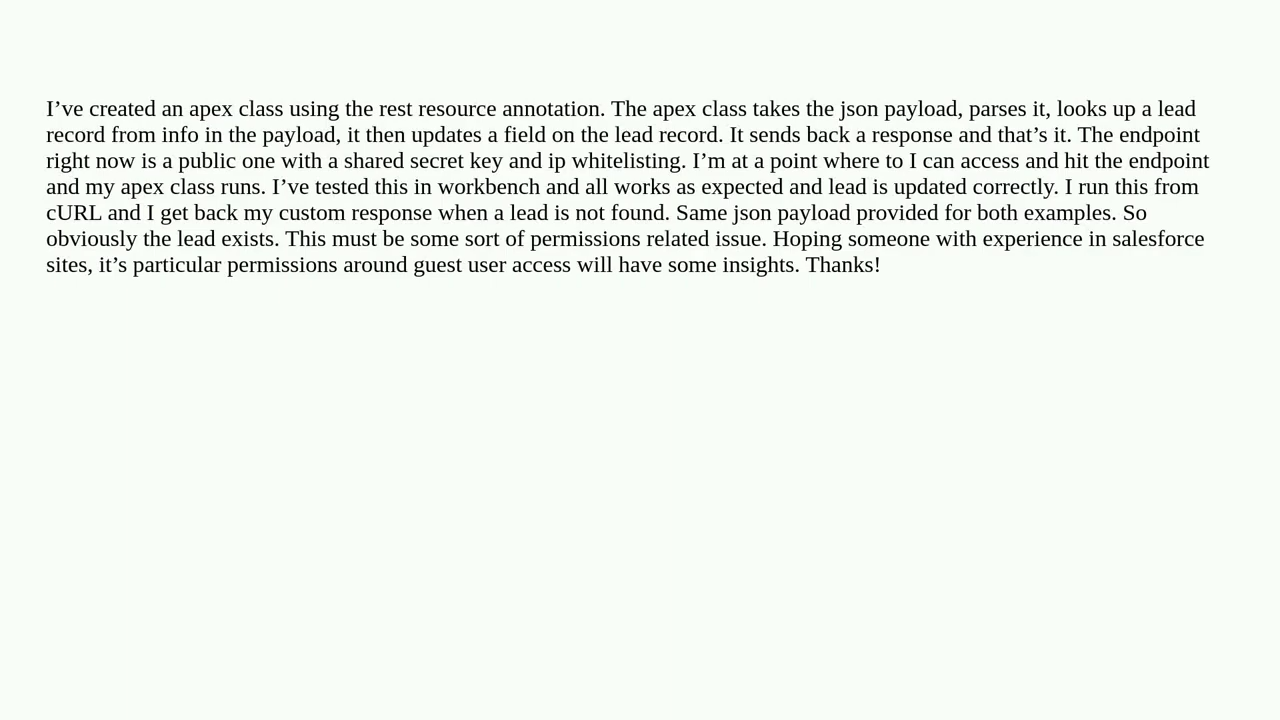 I’ve created an apex class using the rest resource annotation. The apex class takes the json payload, parses it, looks up a lead
record from info in the payload, it then updates a field on the lead record. It sends back a response and that’s it. The endpoint
right now is a public one with a shared secret key and ip whitelisting. I’m at a point where to I can access and hit the endpoint
and my apex class runs. I’ve tested this in workbench and all works as expected and lead is updated correctly. I run this from
cURL and I get back my custom response when a lead is not found. Same json payload provided for both examples. So
obviously the lead exists. This must be some sort of permissions related issue. Hoping someone with experience in salesforce
sites, it’s particular permissions around guest user access will have some insights. Thanks!